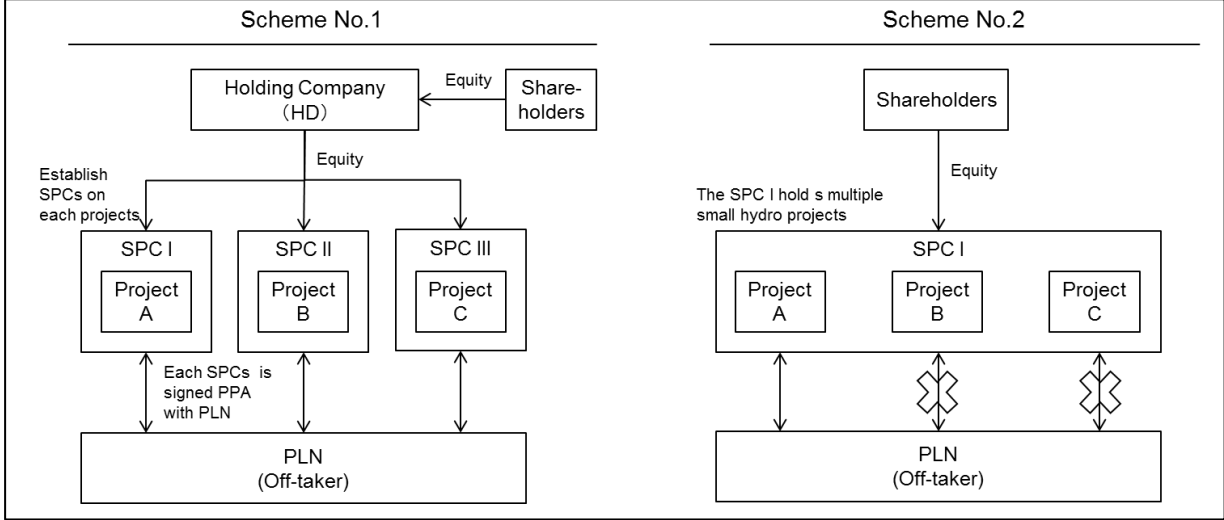 Scheme No.1
Holding Company
（HD）
Equity
Share-
holders
Equity
Establish
SPCs on
each projects
SPC I
Project
A
SPC II
Project
B
SPC III
Project
C
Each SPCs is
signed PPA
with PLN
PLN
(Off-taker)
Scheme No.2
Shareholders
Equity
The SPC I hold s multiple
small hydro projects
SPC I
Project
A
Project
B
Project
C
PLN
(Off-taker)